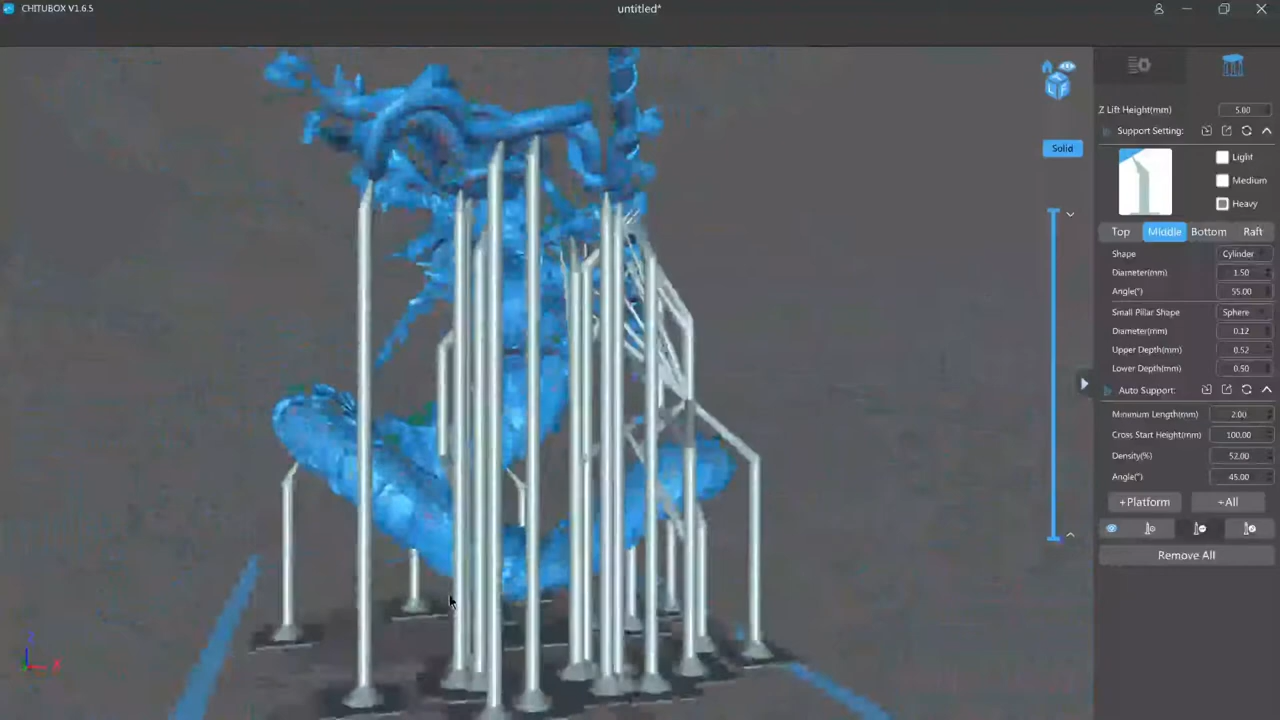 CHITUBOX V1.6.5
untitled*
Z Lift Height(mm) 5.00
Support Setting:
Light
Medium
Heavy
Top Middle Bottom Raft
Shape Cylinder
Diameter(mm) 1.50
Angle(°) 55.00
Small Pillar Shape Sphere
Diameter(mm) 0.12
Upper Depth(mm) 0.52
Lower Depth(mm) 0.50
Auto Support:
Minimum Length(mm) 2.00
Cross Start Height(mm) 100.00
Density(%) 52.00
Angle(°) 45.00
+Platform +All
Remove All
Solid
L F
Z
X